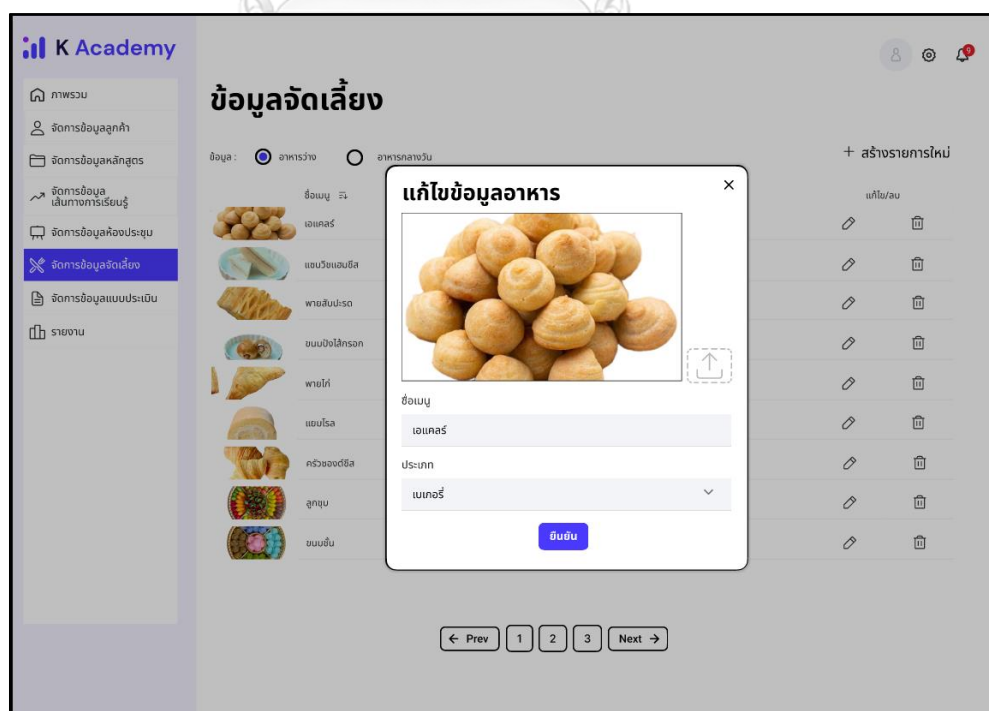 K Academy
9
ภาพรวม
จัดการข้อมูลลูกค้า
จัดการข้อมูลหลักสูตร
จัดการข้อมูล
เส้นทางการเรียนรู้
จัดการข้อมูลห้องประชุม
จัดการข้อมูลจัดเลี้ยง
จัดการข้อมูลแบบประเมิน
รายงาน
ข้อมูลจัดเลี้ยง
ข้อมูล :
อาหารว่าง
อาหารกลางวัน
+ สร้างรายการใหม่
ชื่อเมนู
แก้ไข/ลบ
เอแคลร์
แซนวิชแฮมชีส
พายสับปะรด
ขนมปังไส้กรอก
พายไก่
แยมโรล
ครัวซองต์ชีส
ลูกชุบ
ขนมชั้น
แก้ไขข้อมูลอาหาร
ชื่อเมนู
เอแคลร์
ประเภท
เบเกอรี่
ยืนยัน
← Prev
1
2
3
Next →